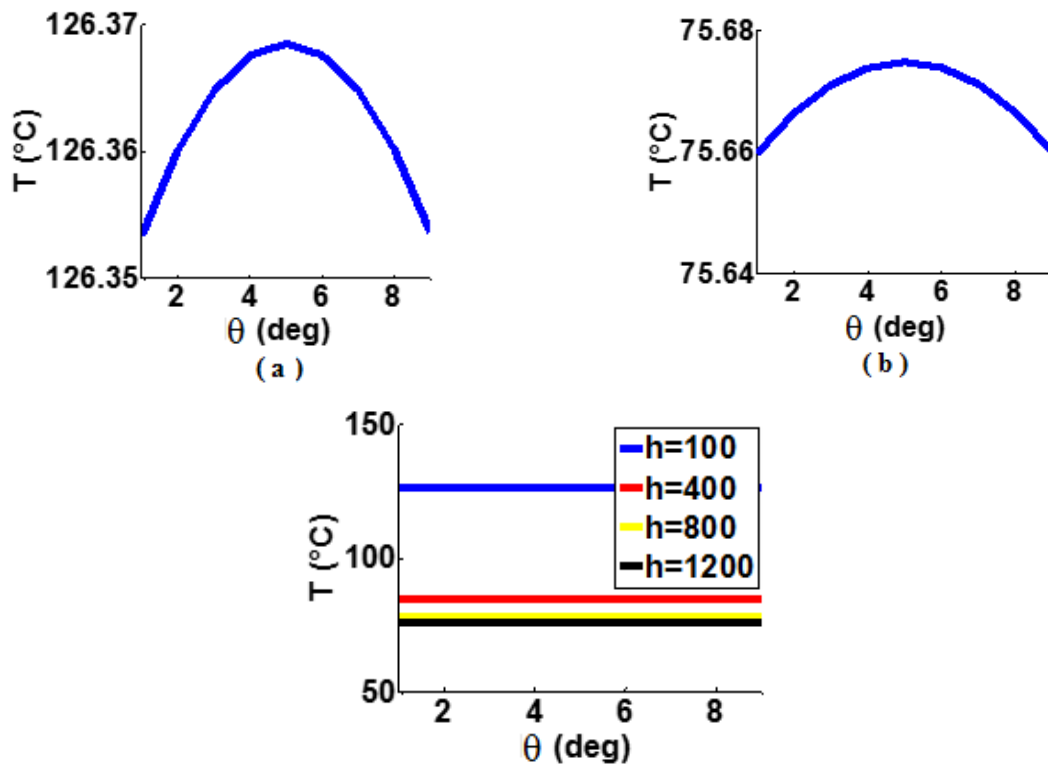 126.37
126.36
126.35
T (°C)
2 4 6 8
θ (deg)
( a )
75.68
75.66
75.64
T (°C)
2 4 6 8
θ (deg)
( b )
150
100
50
T (°C)
h=100
h=400
h=800
h=1200
2 4 6 8
θ (deg)